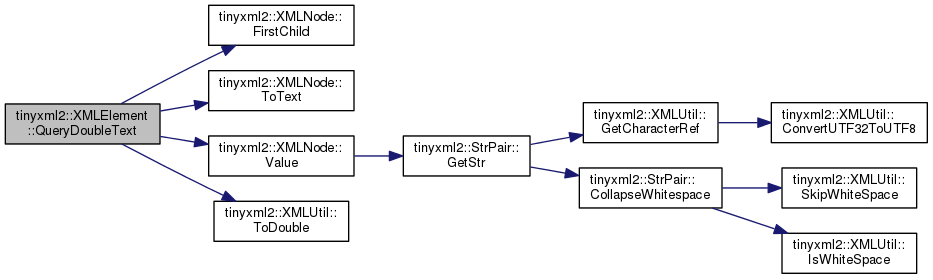 tinyxml2::XMLElement
::QueryDoubleText
tinyxml2::XMLNode::
FirstChild
tinyxml2::XMLNode::
ToText
tinyxml2::XMLNode::
Value
tinyxml2::XMLUtil::
ToDouble
tinyxml2::StrPair::
GetStr
tinyxml2::XMLUtil::
GetCharacterRef
tinyxml2::StrPair::
CollapseWhitespace
tinyxml2::XMLUtil::
ConvertUTF32ToUTF8
tinyxml2::XMLUtil::
SkipWhiteSpace
tinyxml2::XMLUtil::
IsWhiteSpace